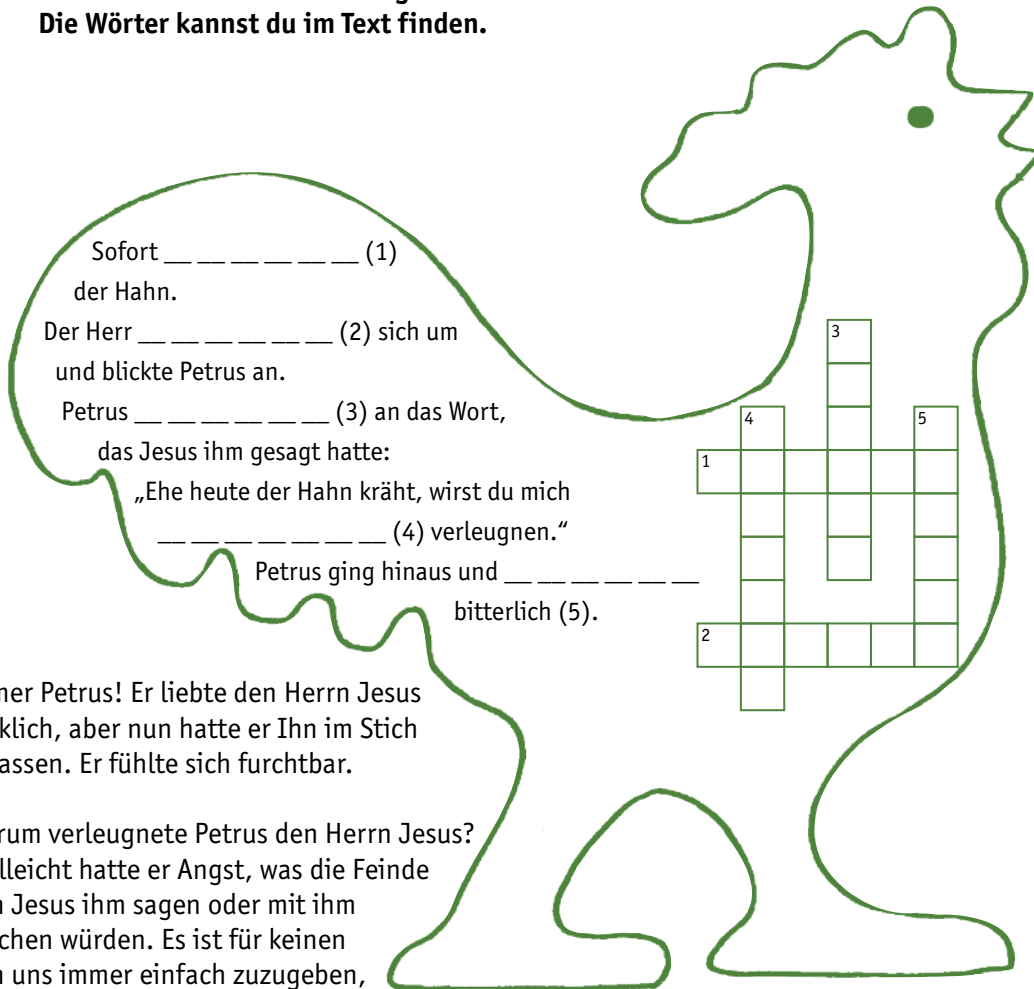 Die Wörter kannst du im Text finden.
Sofort __ __ __ __ __ __ (1)
der Hahn.
Der Herr __ __ __ __ __ __ (2) sich um
und blickte Petrus an.
Petrus __ __ __ __ __ __ (3) an das Wort,
das Jesus ihm gesagt hatte:
„Ehe heute der Hahn kräht, wirst du mich
__ __ __ __ __ __ __ (4) verleugnen.“
Petrus ging hinaus und __ __ __ __ __ __
bitterlich (5).
3
4 5
1
2
Petrus! Er liebte den Herrn Jesus
aber nun hatte er Ihn im Stich
Er fühlte sich furchtbar.
verleugnete Petrus den Herrn Jesus?
hatte er Angst, was die Feinde
Jesus ihm sagen oder mit ihm
würden. Es ist für keinen
uns immer einfach zuzugeben,